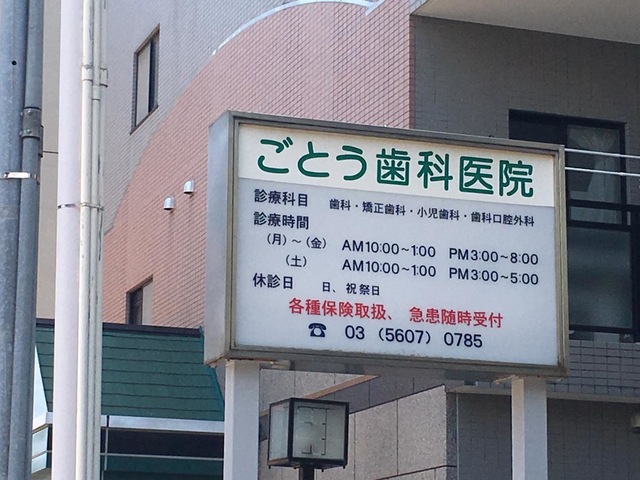 ごとう歯科医院
診療科目 歯科・矯正歯科・小児歯科・歯科口腔外科
診療時間
(月)~(金) AM10:00~1:00 PM3:00~8:00
(土) AM10:00~1:00 PM3:00~5:00
休診日 日、祝祭日
各種保険取扱、急患随時受付
☎ 03 (5607) 0785